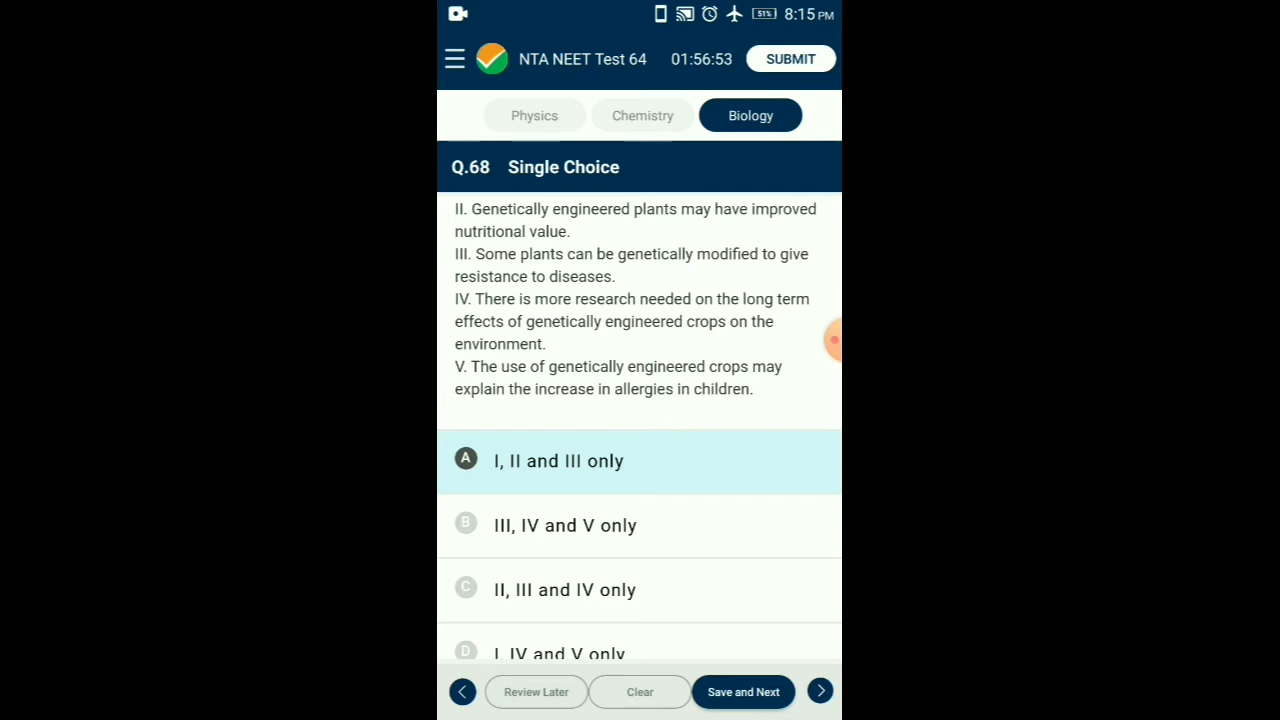 51% 8:15 PM
NTA NEET Test 64 01:56:53 SUBMIT
Physics Chemistry Biology
Q.68 Single Choice
II. Genetically engineered plants may have improved
nutritional value.
III. Some plants can be genetically modified to give
resistance to diseases.
IV. There is more research needed on the long term
effects of genetically engineered crops on the
environment.
V. The use of genetically engineered crops may
explain the increase in allergies in children.
A I, II and III only
B III, IV and V only
C II, III and IV only
D I, IV and V only
Review Later Clear Save and Next